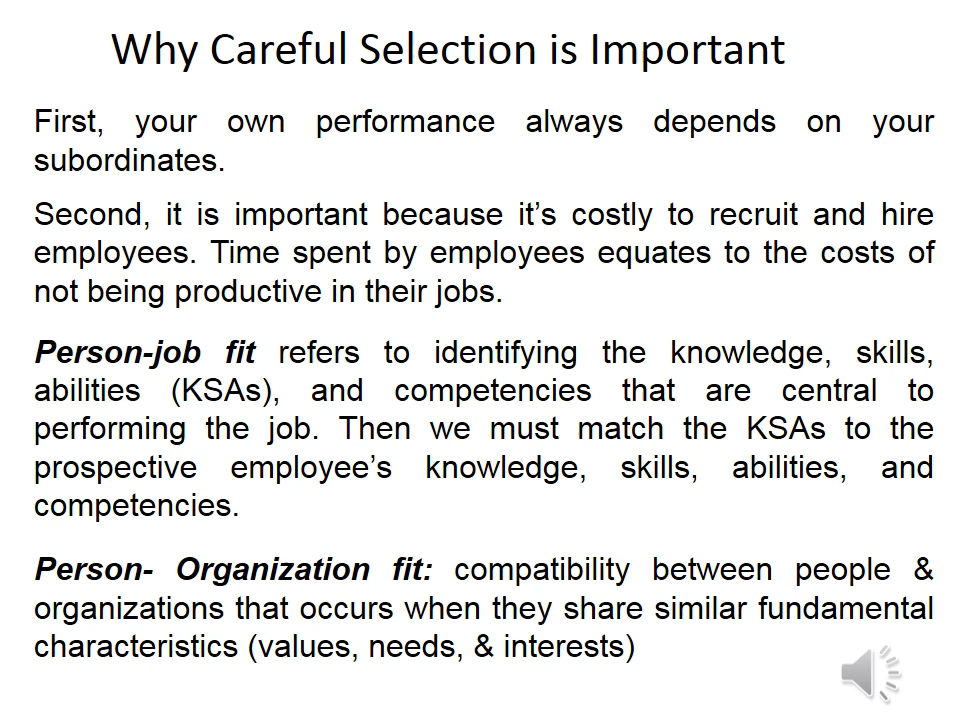 Why Careful Selection is Important
First, your own performance always depends on your
subordinates.
Second, it is important because it’s costly to recruit and hire
employees. Time spent by employees equates to the costs of
not being productive in their jobs.
Person-job fit refers to identifying the knowledge, skills,
abilities (KSAs), and competencies that are central to
performing the job. Then we must match the KSAs to the
prospective employee’s knowledge, skills, abilities, and
competencies.
Person- Organization fit: compatibility between people &
organizations that occurs when they share similar fundamental
characteristics (values, needs, & interests)